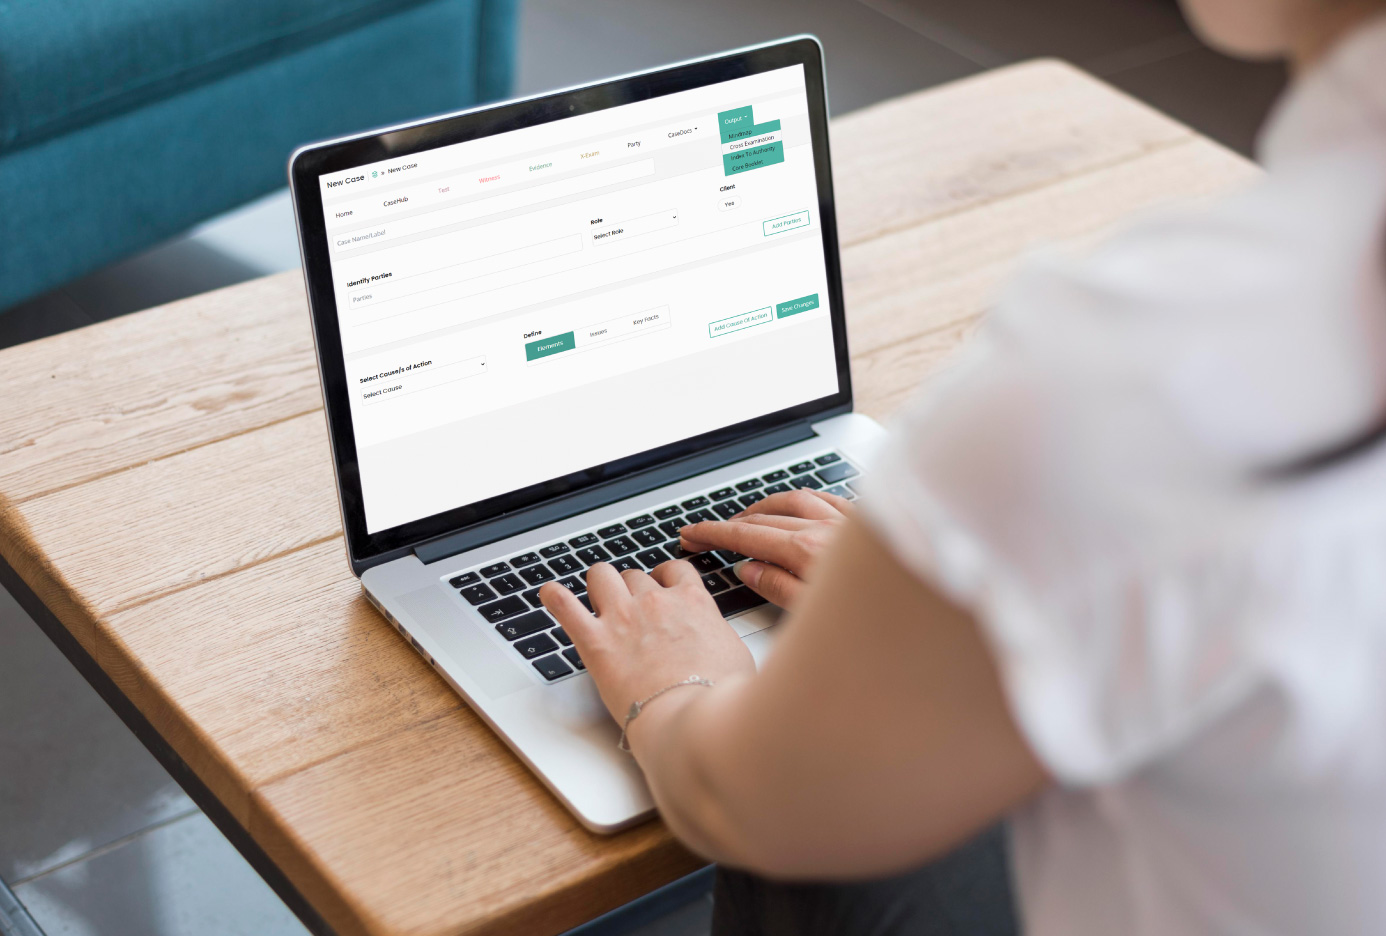 New Case » New Case
Home CaseHub Test Witness Evidence X-Exam Party CaseDocs Output
Mindmap
Cross Examination
Index To Authority
Case Booklet
Case Name/Label
Identify Parties Role Client
Parties Select Role Yes
Add Parties
Select Cause/s of Action Define
Select Cause Elements Issues Key Facts Add Cause Of Action Save Changes